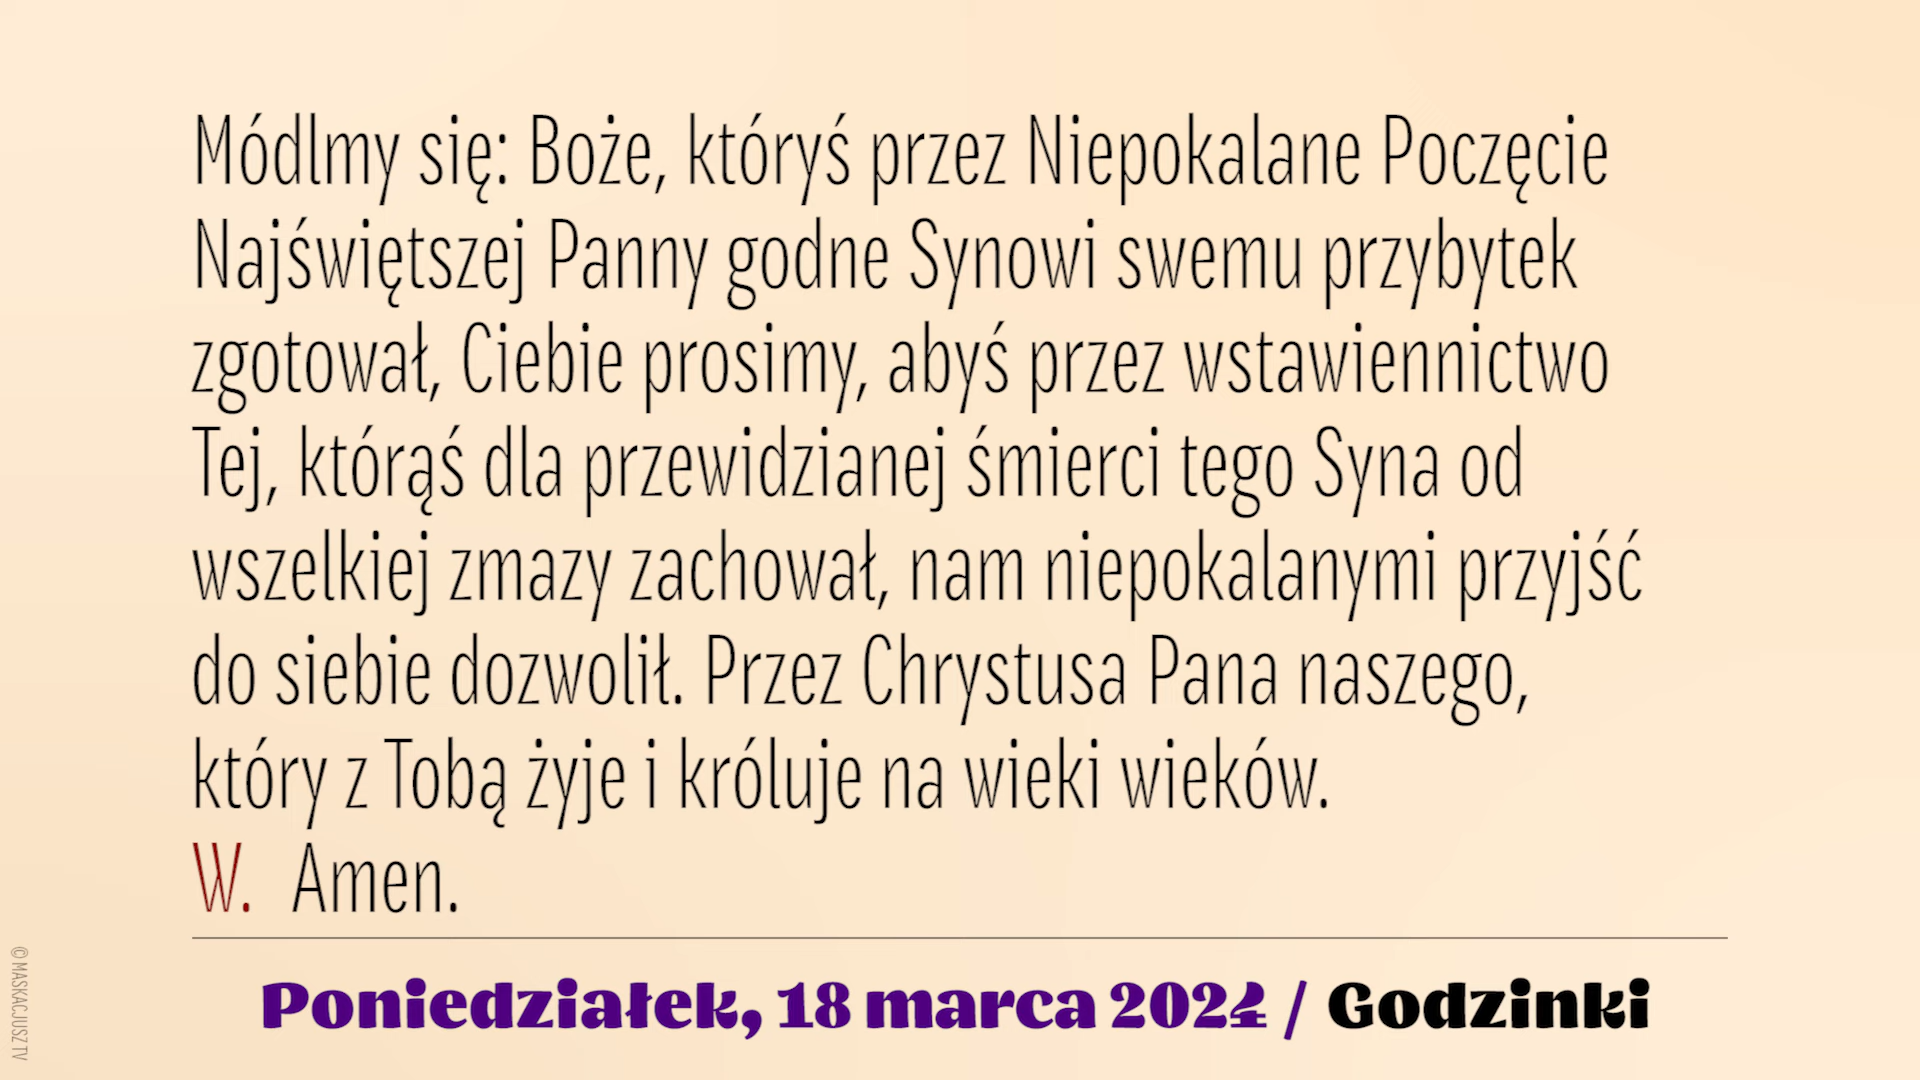 Módlmy się: Boże, któryś przez Niepokalane Poczęcie
Najświętszej Panny godne Synowi swemu przybytek
zgotował, Ciebie prosimy, abyś przez wstawiennictwo
Tej, którąś dla przewidzianej śmierci tego Syna od
wszelkiej zmazy zachował, nam niepokalanymi przyjść
do siebie dozwolił. Przez Chrystusa Pana naszego,
który z Tobą żyje i króluje na wieki wieków.
W. Amen.
Poniedziałek, 18 marca 2024 / Godzinki
© MASKACJUSZ TV